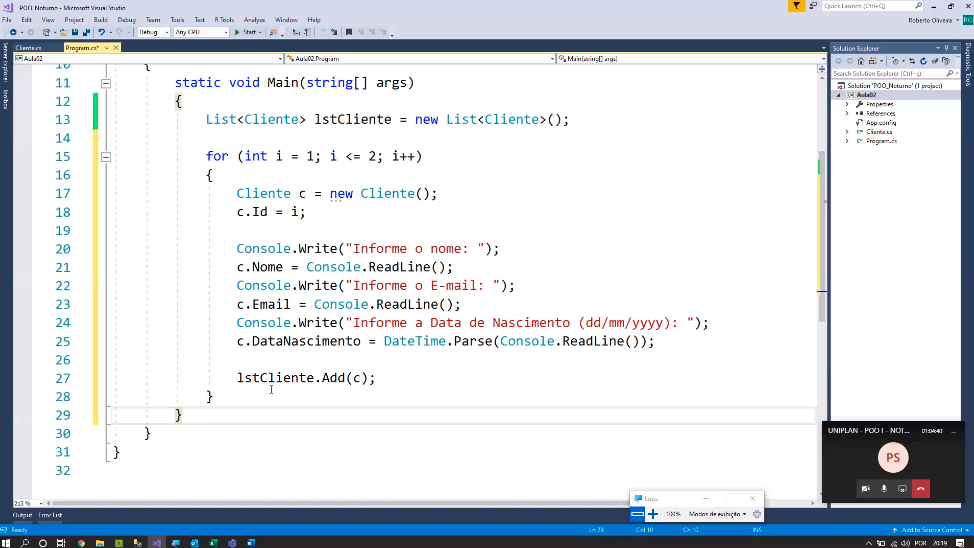 POO_Noturno - Microsoft Visual Studio
Quick Launch (Ctrl+Q)
File Edit View Project Build Debug Team Test R Tools Analyze Window Help
Roberto Oliveira
Debug Any CPU Start
Server Explorer
Toolbox
Cliente.cs Program.cs*
Aula02 Aula02.Program Main(string[] args)
10 {
11 static void Main(string[] args)
12 {
13 List<Cliente> lstCliente = new List<Cliente>();
14
15 for (int i = 1; i <= 2; i++)
16 {
17 Cliente c = new Cliente();
18 c.Id = i;
19
20 Console.Write("Informe o nome: ");
21 c.Nome = Console.ReadLine();
22 Console.Write("Informe o E-mail: ");
23 c.Email = Console.ReadLine();
24 Console.Write("Informe a Data de Nascimento (dd/mm/yyyy): ");
25 c.DataNascimento = DateTime.Parse(Console.ReadLine());
26
27 lstCliente.Add(c);
28 }
29 }
30 }
31 }
32
Solution Explorer
Search Solution Explorer (Ctrl+ç)
Solution 'POO_Noturno' (1 project)
Aula02
Properties
References
App.config
Cliente.cs
Program.cs
Diagnostic Tools
UNIPLAN - POO I - NOT... 01:04:40
PS
Lupa
100% Modos de exibição
213 %
Output Error List
Ready Ln 29 Col 10 Ch 10 INS Add to Source Control
POR 20:19